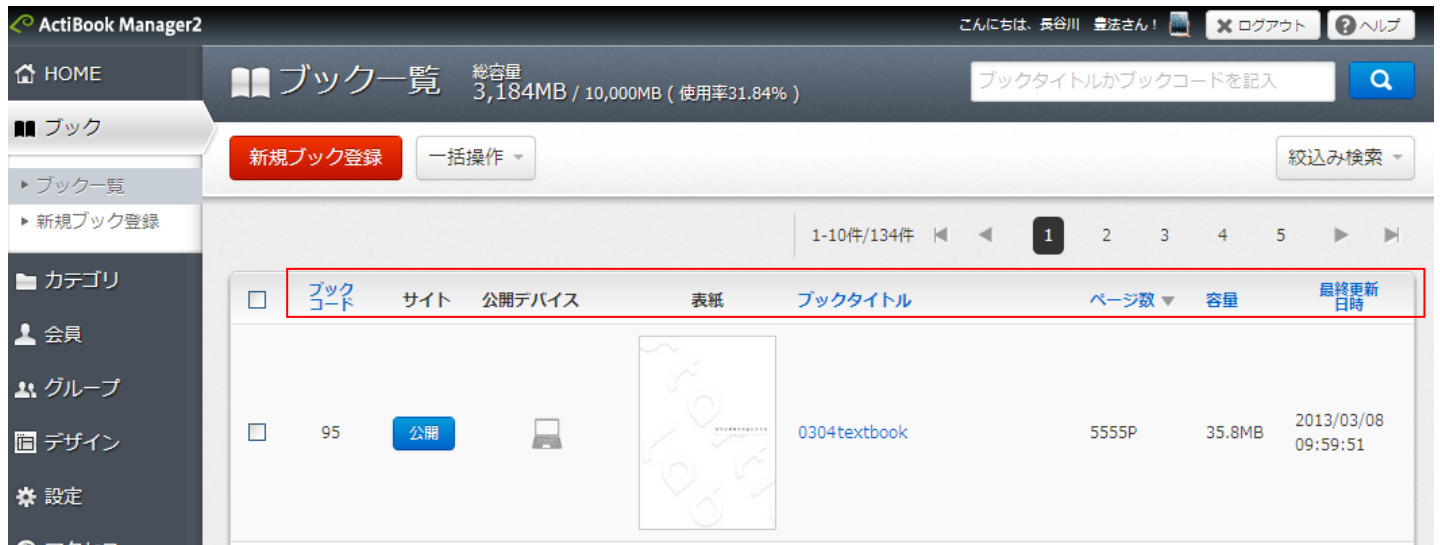 ActiBook Manager2
こんにちは、長谷川　豊法さん！
ログアウト
ヘルプ
HOME
ブック一覧
総容量
3,184MB / 10,000MB ( 使用率31.84% )
ブックタイトルかブックコードを記入
ブック
新規ブック登録
一括操作
絞込み検索
ブック一覧
新規ブック登録
1-10件/134件
1 2 3 4 5
カテゴリ
会員
グループ
デザイン
設定
ブック
コード
サイト
公開デバイス
表紙
ブックタイトル
ページ数
容量
最終更新
日時
95
公開
0304textbook
5555P
35.8MB
2013/03/08
09:59:51